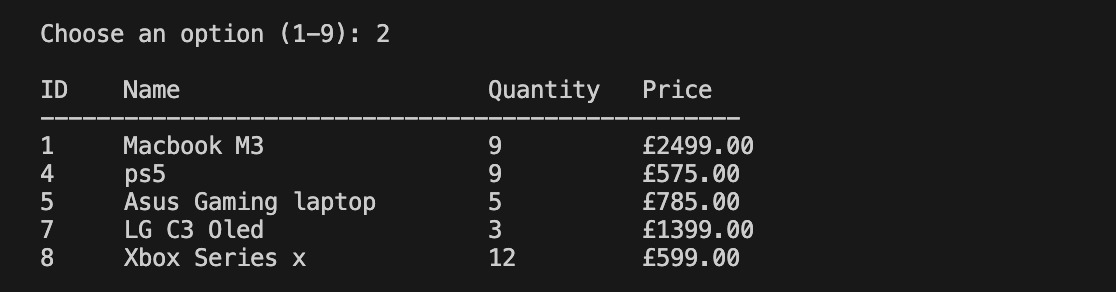 Choose an option (1-9): 2
ID Name Quantity Price
--------------------------------------------------
1 Macbook M3 9 £2499.00
4 ps5 9 £575.00
5 Asus Gaming laptop 5 £785.00
7 LG C3 Oled 3 £1399.00
8 Xbox Series x 12 £599.00